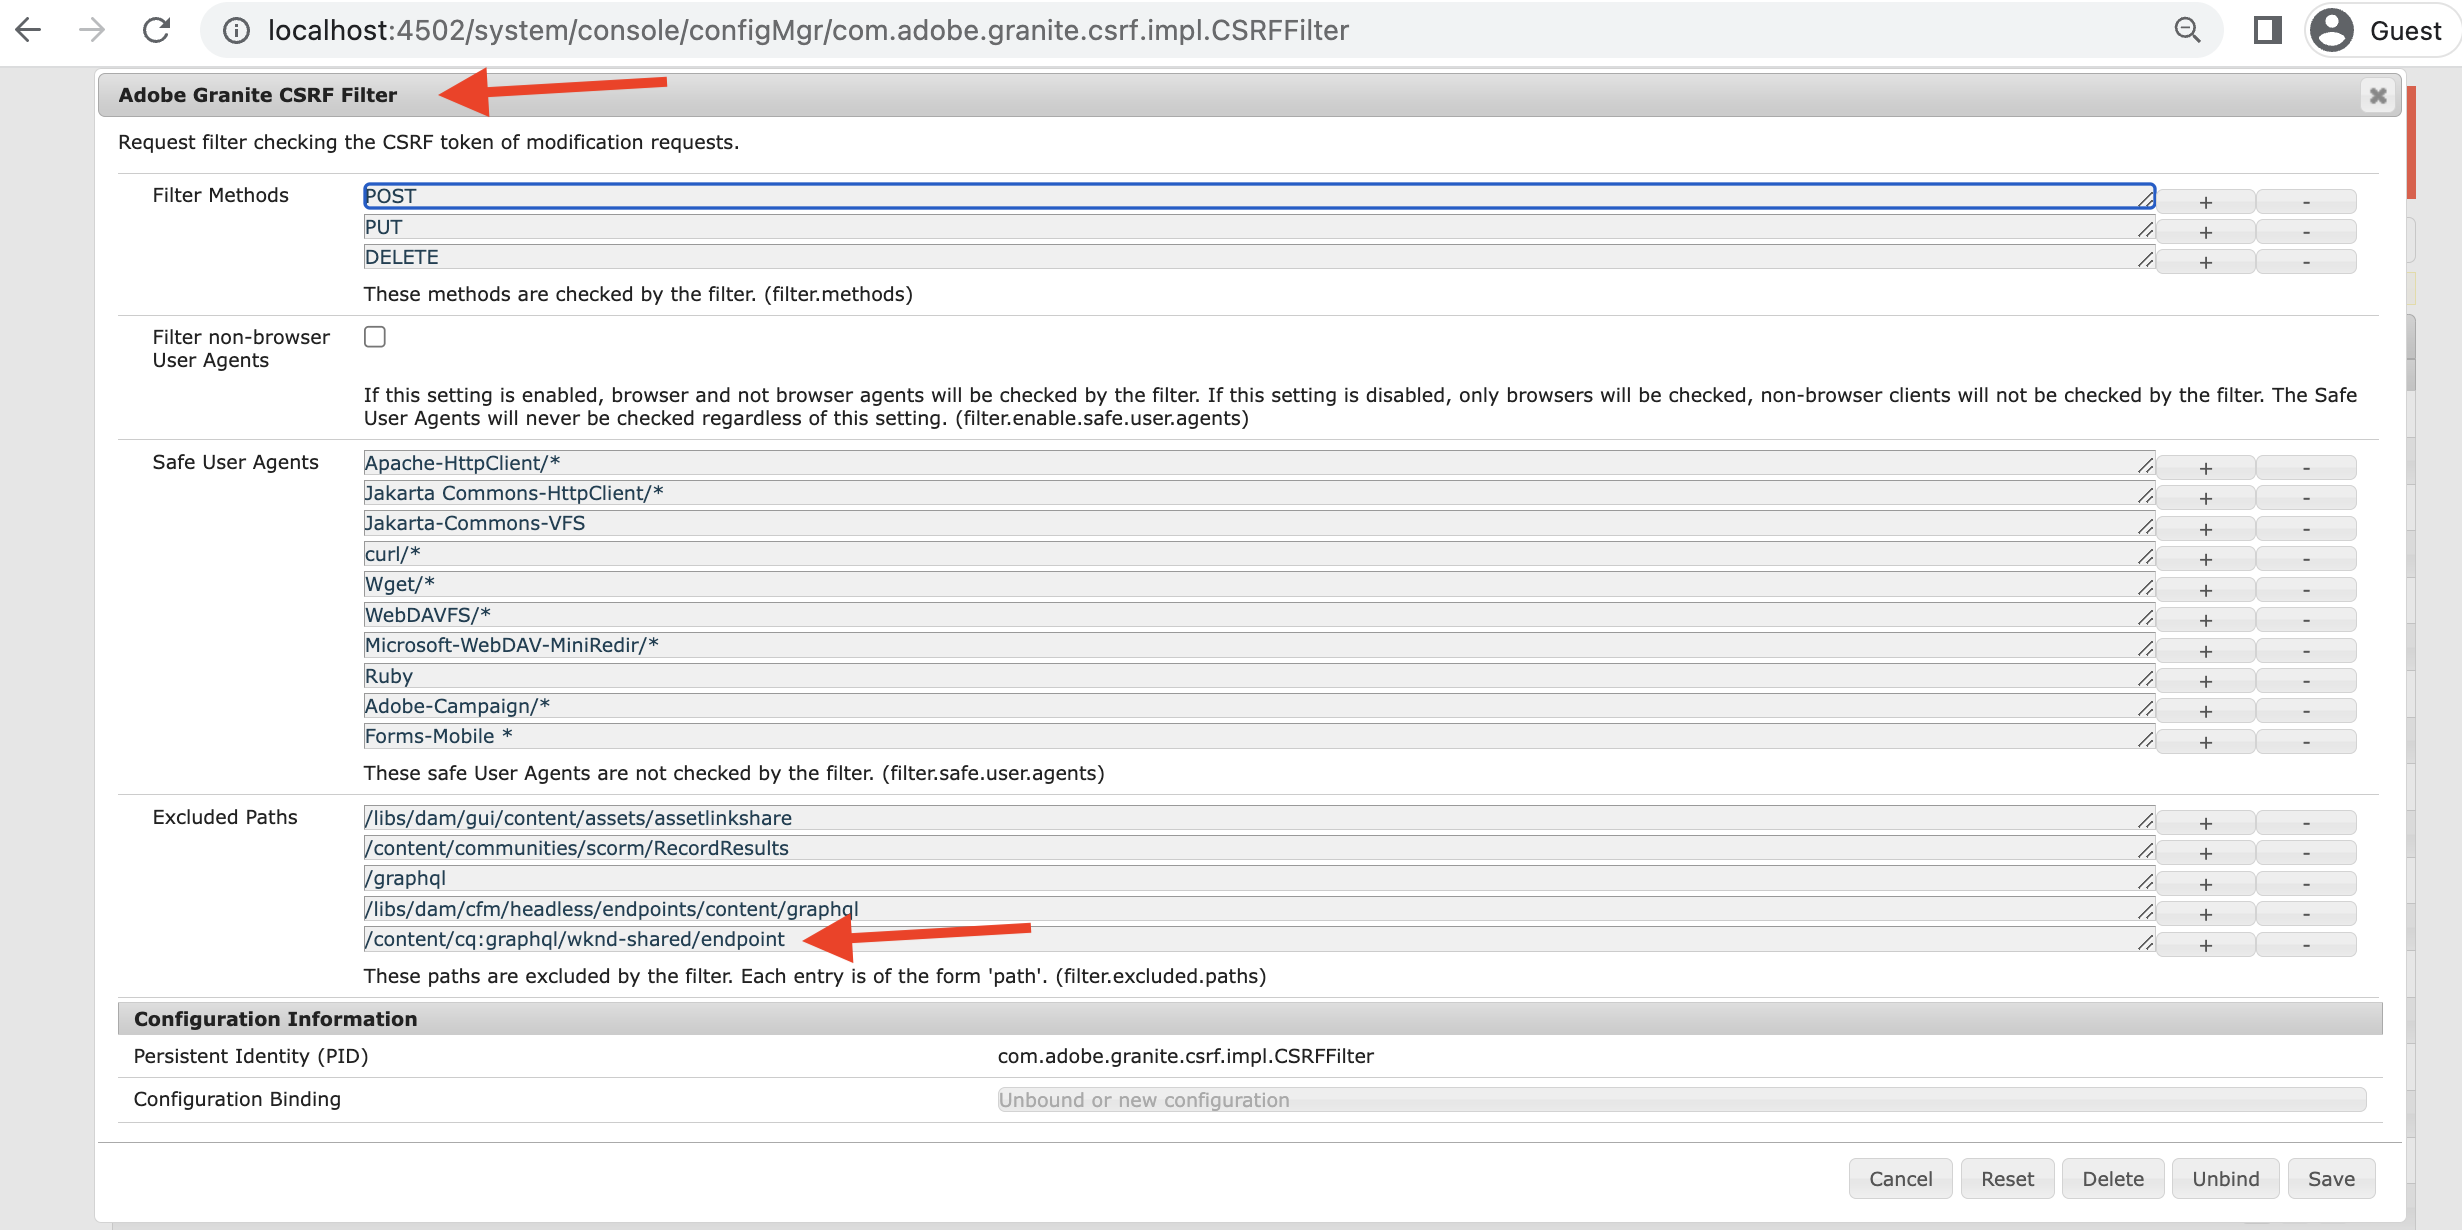 localhost:4502/system/console/configMgr/com.adobe.granite.csrf.impl.CSRFFilter Guest
Adobe Granite CSRF Filter
Request filter checking the CSRF token of modification requests.
Filter Methods POST + -
PUT + -
DELETE + -
These methods are checked by the filter. (filter.methods)
Filter non-browser
User Agents
If this setting is enabled, browser and not browser agents will be checked by the filter. If this setting is disabled, only browsers will be checked, non-browser clients will not be checked by the filter. The Safe
User Agents will never be checked regardless of this setting. (filter.enable.safe.user.agents)
Safe User Agents Apache-HttpClient/* + -
Jakarta Commons-HttpClient/* + -
Jakarta-Commons-VFS + -
curl/* + -
Wget/* + -
WebDAVFS/* + -
Microsoft-WebDAV-MiniRedir/* + -
Ruby + -
Adobe-Campaign/* + -
Forms-Mobile * + -
These safe User Agents are not checked by the filter. (filter.safe.user.agents)
Excluded Paths /libs/dam/gui/content/assets/assetlinkshare + -
/content/communities/scorm/RecordResults + -
/graphql + -
/libs/dam/cfm/headless/endpoints/content/graphql + -
/content/cq:graphql/wknd-shared/endpoint + -
These paths are excluded by the filter. Each entry is of the form 'path'. (filter.excluded.paths)
Configuration Information
Persistent Identity (PID) com.adobe.granite.csrf.impl.CSRFFilter
Configuration Binding Unbound or new configuration
Cancel Reset Delete Unbind Save